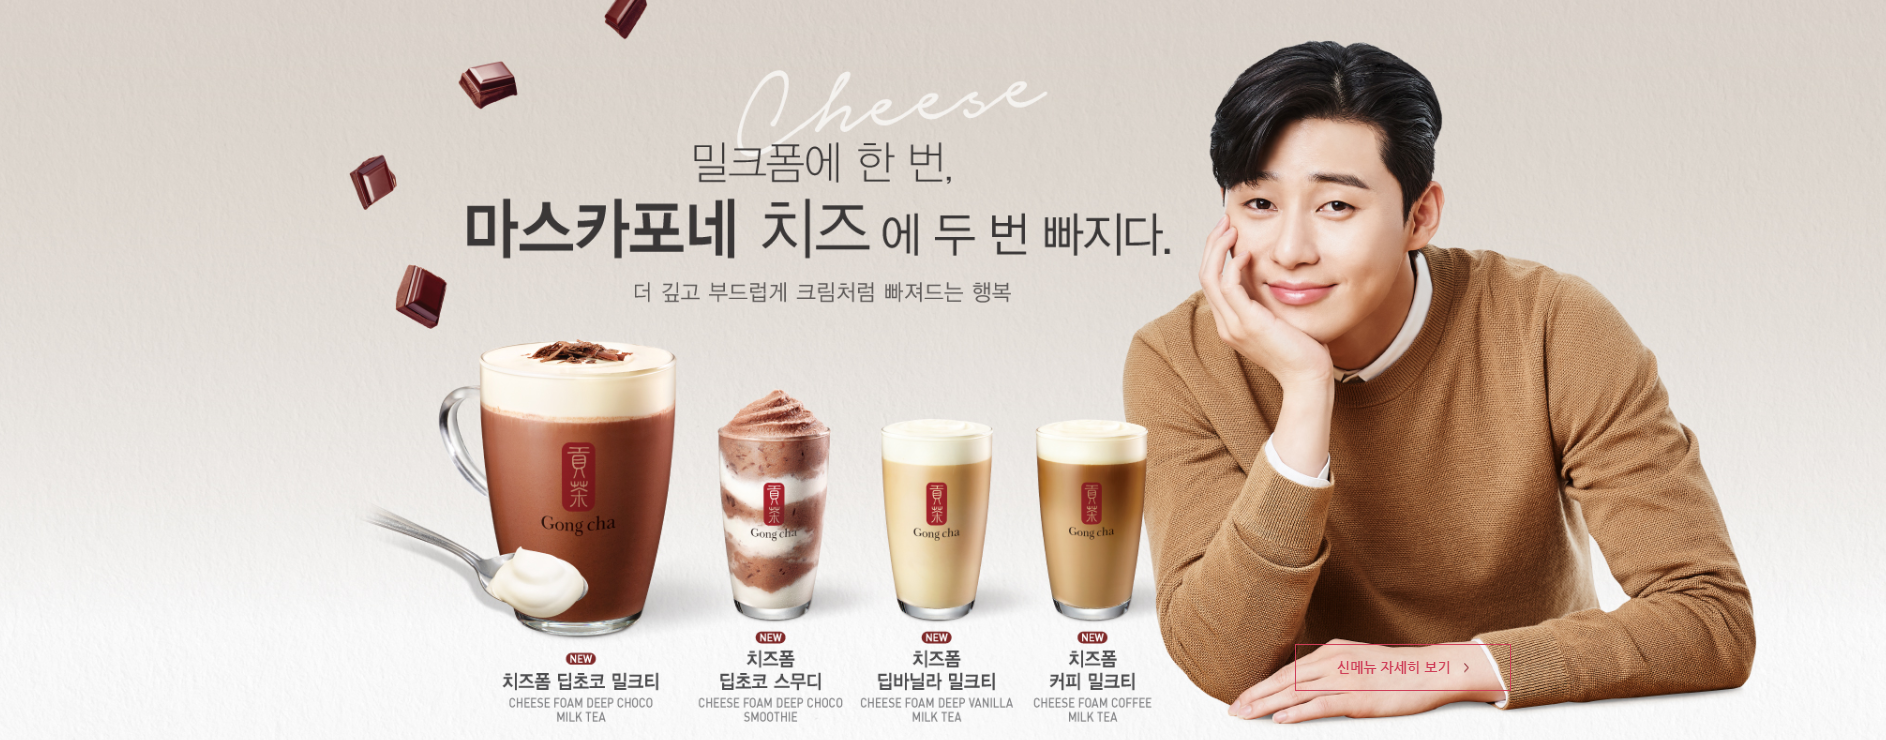 Cheese
밀크폼에 한 번,
마스카포네 치즈에 두 번 빠지다.
더 깊고 부드럽게 크림처럼 빠져드는 행복
貢茶
Gong cha
貢茶
Gong cha
貢茶
Gong cha
貢茶
Gong cha
NEW
치즈폼 딥초코 밀크티
CHEESE FOAM DEEP CHOCO
MILK TEA
NEW
치즈폼
딥초코 스무디
CHEESE FOAM DEEP CHOCO
SMOOTHIE
NEW
치즈폼
딥바닐라 밀크티
CHEESE FOAM DEEP VANILLA
MILK TEA
NEW
치즈폼
커피 밀크티
CHEESE FOAM COFFEE
MILK TEA
신메뉴 자세히 보기 >